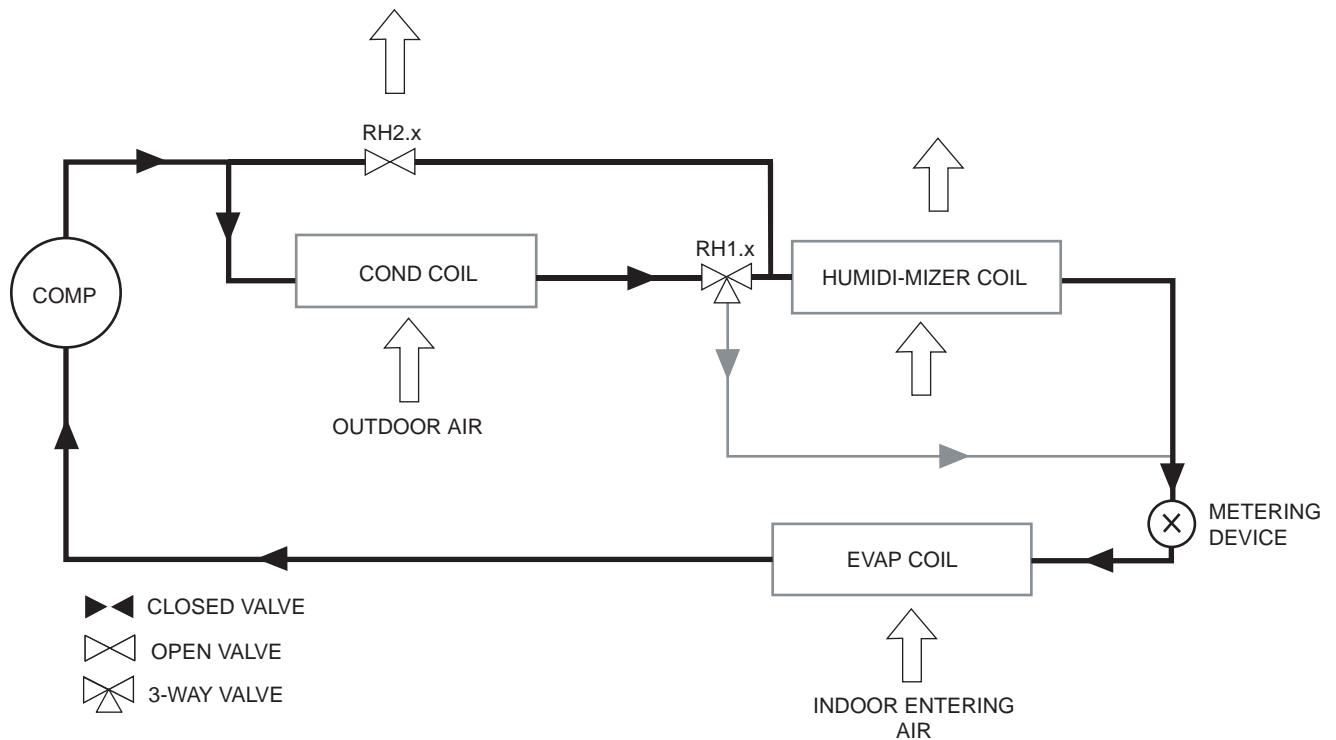 RH2.x
RH1.x
COND COIL
HUMIDI-MIZER COIL
COMP
OUTDOOR AIR
METERING
DEVICE
EVAP COIL
CLOSED VALVE
OPEN VALVE
3-WAY VALVE
INDOOR ENTERING
AIR